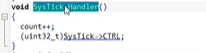 void SysTick_Handler()
{
count++;
(uint32_t)SysTick->CTRL;
}